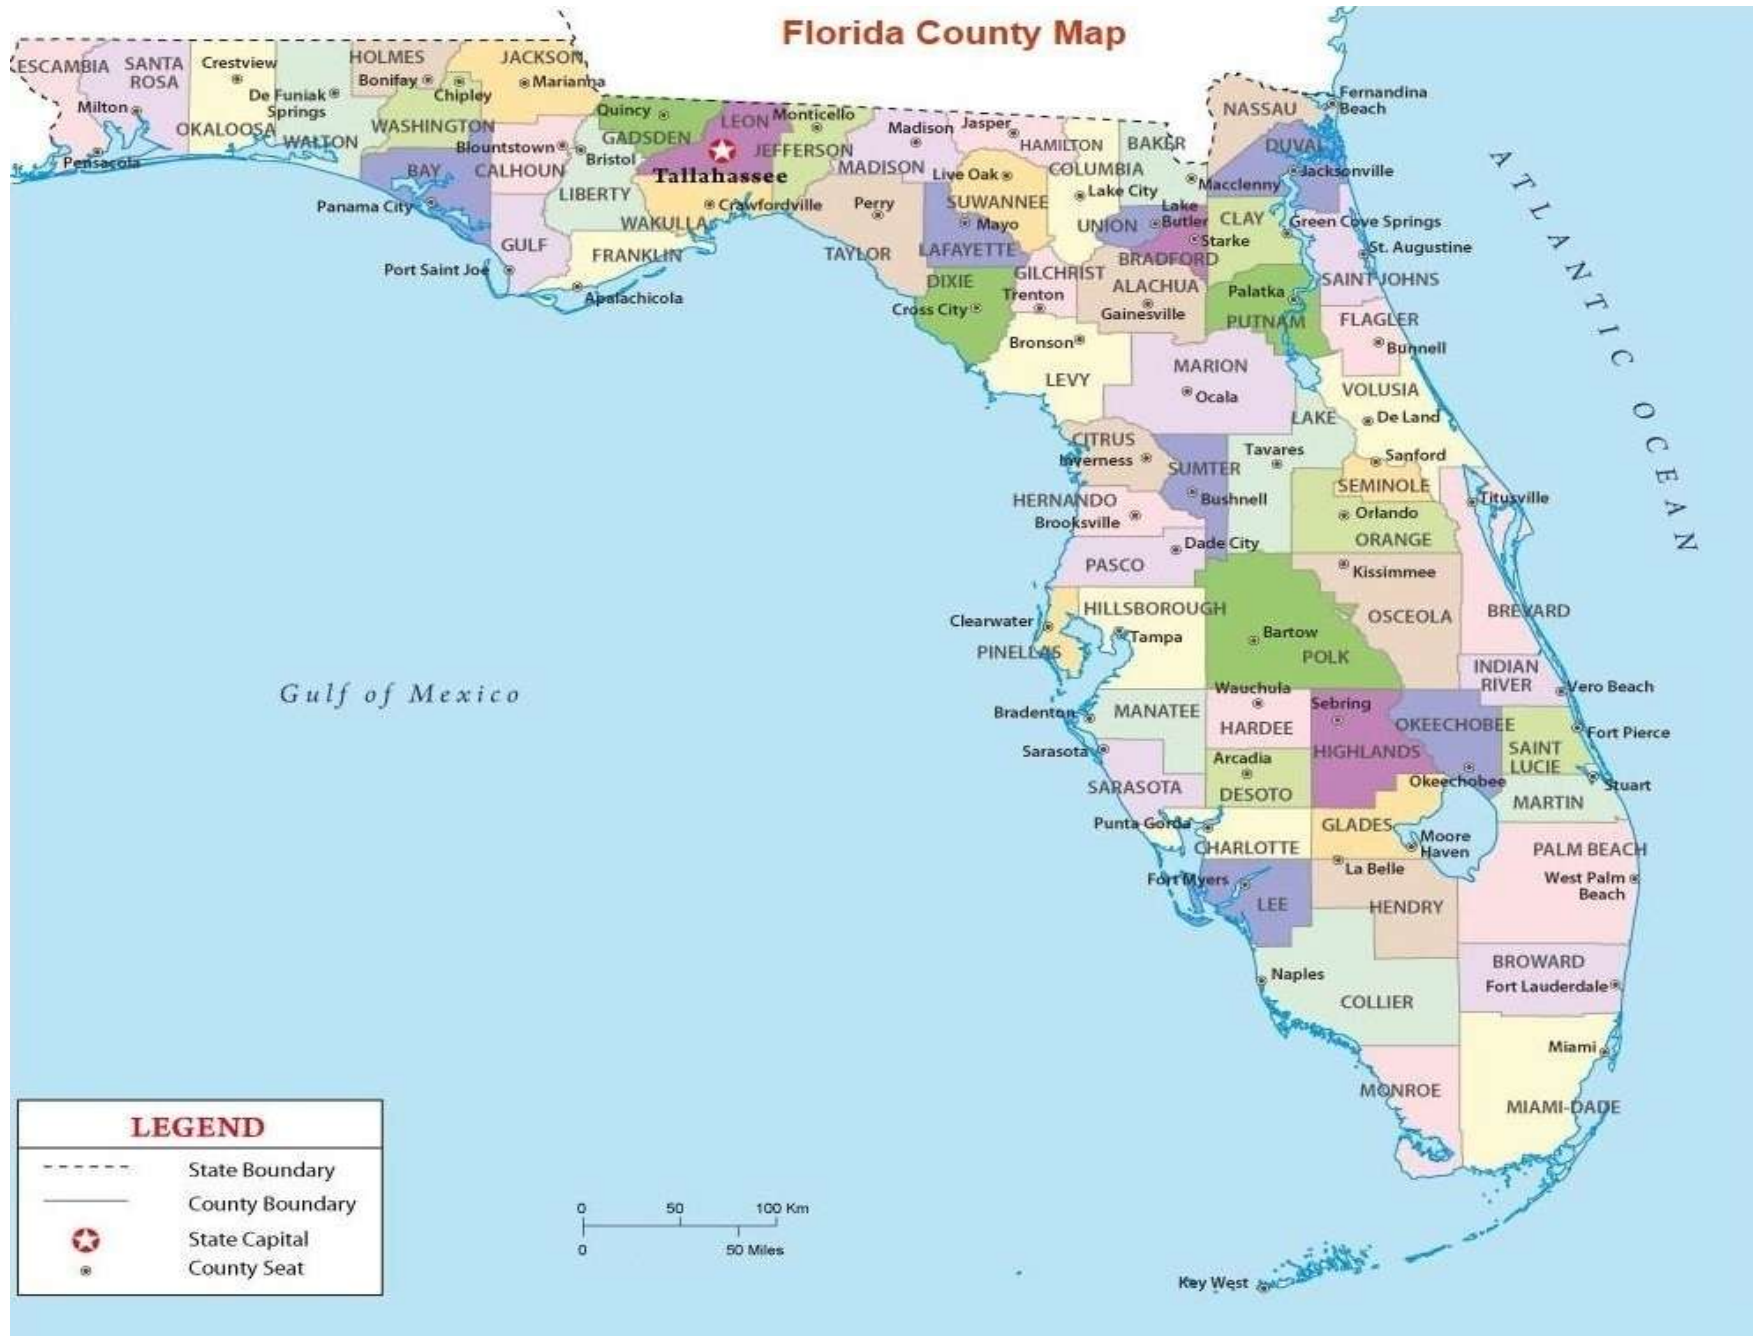 Florida County Map
ESCAMBIA
SANTA
ROSA
Crestview
HOLMES
JACKSON
Bonifay
Marianna
Milton
De Funiak
Springs
Chipley
OKALOOSA
WALTON
WASHINGTON
Pensacola
BAY
Blountstown
CALHOUN
Bristol
LIBERTY
Panama City
GULF
Port Saint Joe
FRANKLIN
Apalachicola
Quincy
GADSDEN
LEON
Monticello
JEFFERSON
Tallahassee
Crawfordville
WAKULLA
Madison
MADISON
Jasper
HAMILTON
Live Oak
SUWANNEE
COLUMBIA
Lake City
BAKER
Macclenny
NASSAU
Fernandina
Beach
DUVAL
Jacksonville
Perry
TAYLOR
Mayo
LAFAYETTE
UNION
Lake
Butler
Starke
BRADFORD
CLAY
Green Cove Springs
St. Augustine
SAINT JOHNS
DIXIE
Cross City
GILCHRIST
Trenton
ALACHUA
Gainesville
Palatka
PUTNAM
FLAGLER
Bunnell
Bronson
LEVY
MARION
Ocala
VOLUSIA
De Land
LAKE
Tavares
CITRUS
Inverness
SUMTER
Bushnell
Sanford
SEMINOLE
Titusville
HERNANDO
Brooksville
Orlando
ORANGE
Dade City
PASCO
Kissimmee
OSCEOLA
BREVARD
Clearwater
PINELLAS
HILLSBOROUGH
Tampa
Bartow
POLK
INDIAN
RIVER
Vero Beach
Bradenton
MANATEE
Wauchula
HARDEE
Sebring
HIGHLANDS
OKEECHOBEE
Okeechobee
Fort Pierce
SAINT
LUCIE
Sarasota
SARASOTA
Arcadia
DESOTO
Stuart
MARTIN
Punta Gorda
CHARLOTTE
GLADES
Moore
Haven
PALM BEACH
West Palm
Beach
Fort Myers
LEE
La Belle
HENDRY
Naples
COLLIER
BROWARD
Fort Lauderdale
MONROE
Miami
MIAMI-DADE
Key West
ATLANTIC OCEAN
Gulf of Mexico
LEGEND
State Boundary
County Boundary
State Capital
County Seat
0 50 100 Km
0 50 Miles